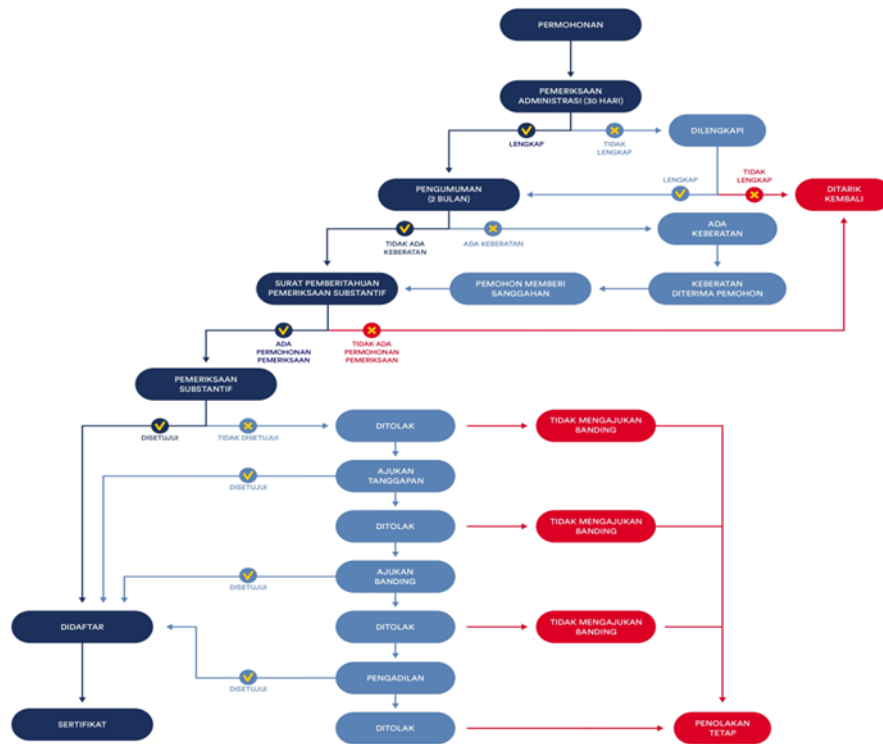 PERMOHONAN
PEMERIKSAAN
ADMINISTRASI (30 HARI)
LENGKAP
TIDAK
LENGKAP
DILENGKAPI
LENGKAP
TIDAK
LENGKAP
PENGUMUMAN
(2 BULAN)
DITARIK
KEMBALI
TIDAK ADA
KEBERATAN
ADA KEBERATAN
ADA
KEBERATAN
SURAT PEMBERITAHUAN
PEMERIKSAAN SUBSTANTIF
PEMOHON MEMBERI
SANGGAHAN
KEBERATAN
DITERIMA PEMOHON
ADA
PERMOHONAN
PEMERIKSAAN
TIDAK ADA
PERMOHONAN
PEMERIKSAAN
PEMERIKSAAN
SUBSTANTIF
DISETUJUI
TIDAK DISETUJUI
DITOLAK
TIDAK MENGAJUKAN
BANDING
DISETUJUI
AJUKAN
TANGGAPAN
DITOLAK
TIDAK MENGAJUKAN
BANDING
DISETUJUI
AJUKAN
BANDING
DIDAFTAR
DITOLAK
TIDAK MENGAJUKAN
BANDING
DISETUJUI
PENGADILAN
SERTIFIKAT
DITOLAK
PENOLAKAN
TETAP